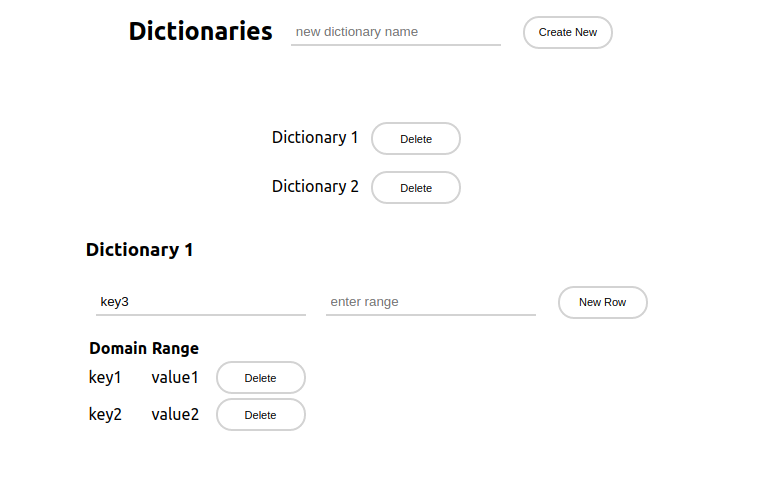 Dictionaries new dictionary name Create New
Dictionary 1 Delete
Dictionary 2 Delete
Dictionary 1
key3 enter range New Row
Domain Range
key1 value1 Delete
key2 value2 Delete